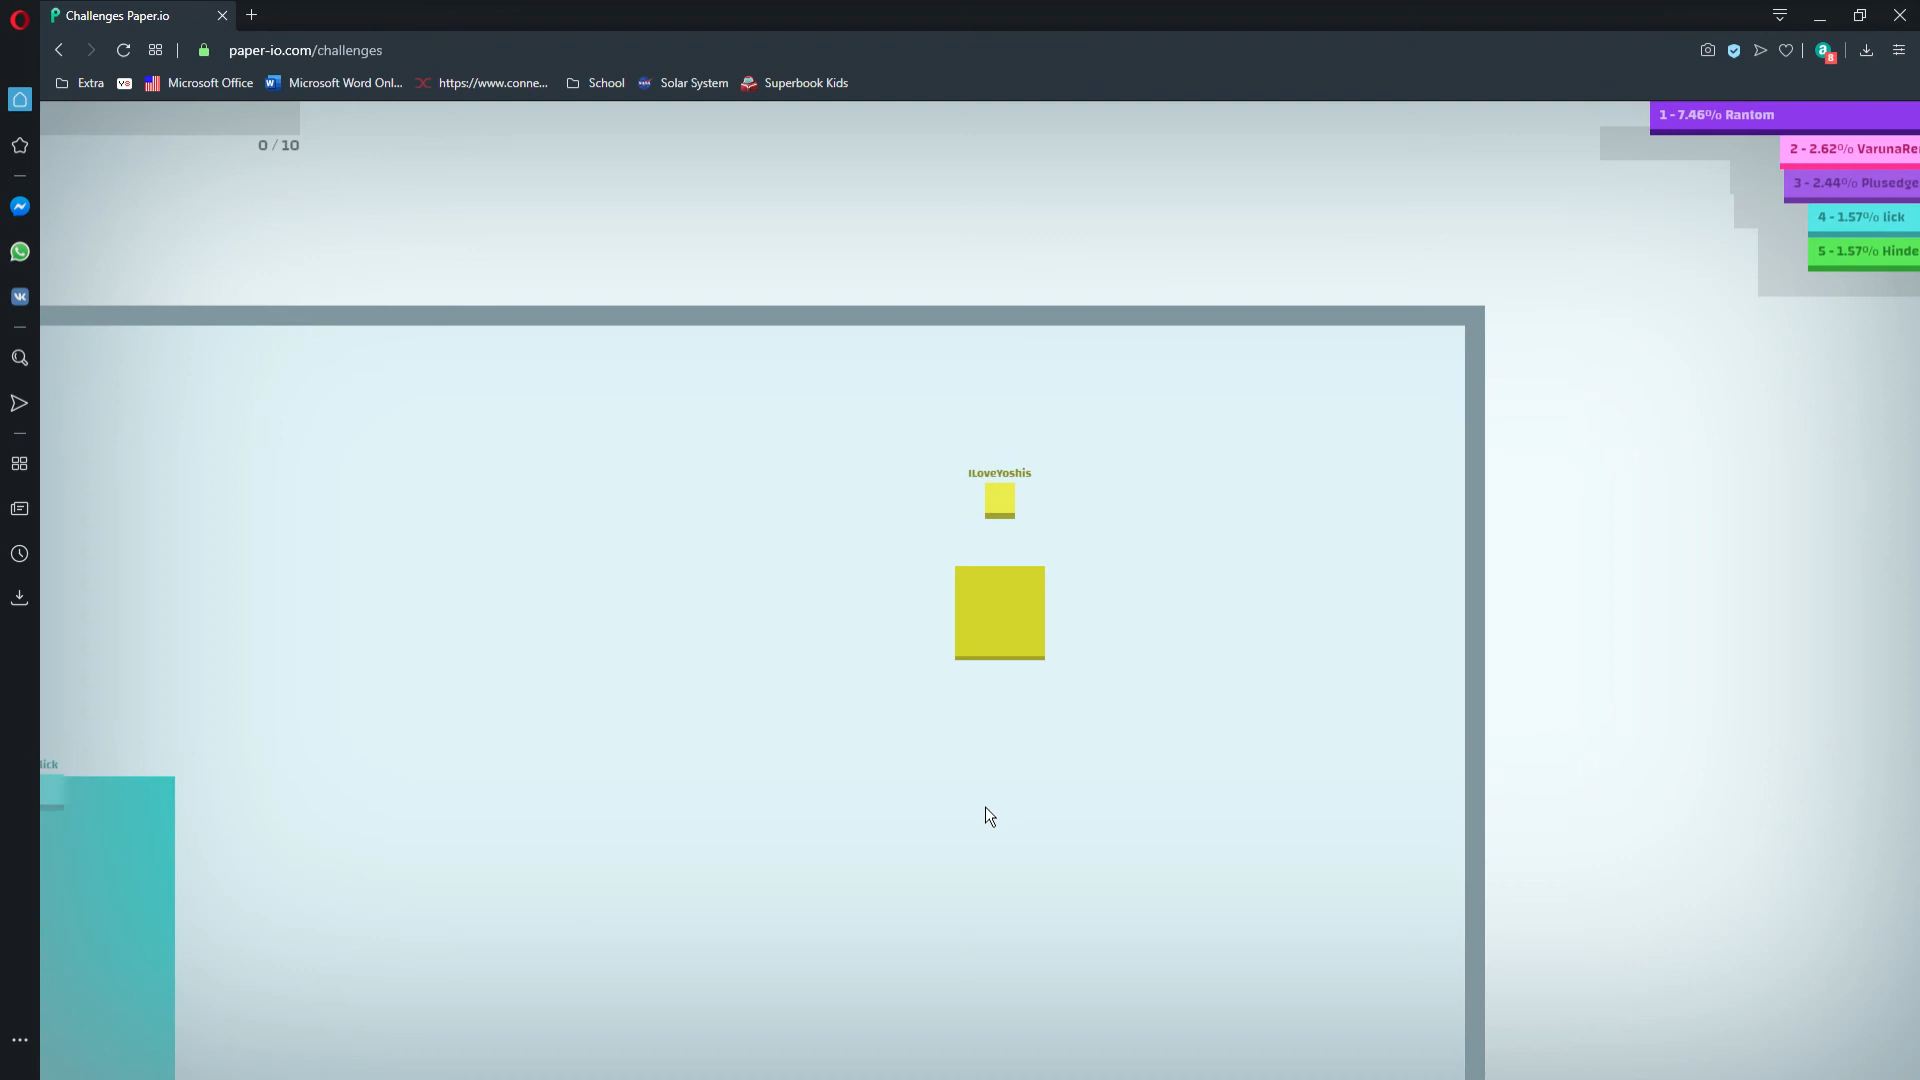 Challenges Paper.io
paper-io.com/challenges
8
Extra
Microsoft Office
Microsoft Word Onl...
https://www.conne...
School
Solar System
Superbook Kids
0 / 10
1 - 7.46% Rantom
2 - 2.62% VarunaRe
3 - 2.44% Plusedge
4 - 1.57% lick
5 - 1.57% Hinde
ILoveYoshis
lick